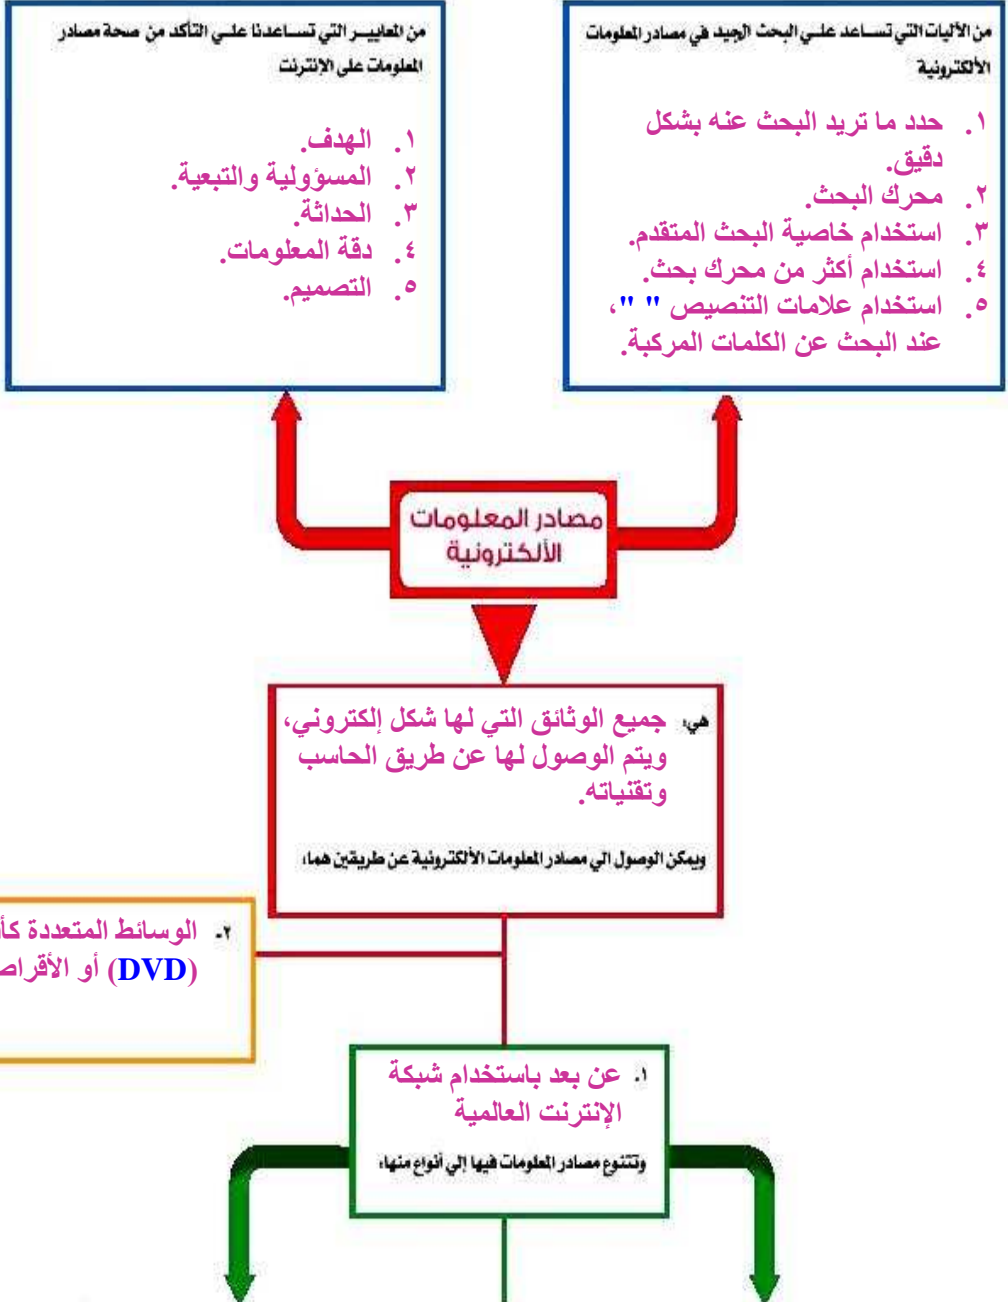 من الأليات التي تساعد علي البحث الجيد في مصادر المعلومات
الألكترونية
١. حدد ما تريد البحث عنه بشكل
دقيق.
٢. محرك البحث.
٣. استخدام خاصية البحث المتقدم.
٤. استخدام أكثر من محرك بحث.
٥. استخدام علامات التنصيص " "،
عند البحث عن الكلمات المركبة.
من المعايير التي تساعدنا علي التأكد من صحة مصادر
المعلومات على الإنترنت
١. الهدف.
٢. المسؤولية والتبعية.
٣. الحداثة.
٤. دقة المعلومات.
٥. التصميم.
مصادر المعلومات
الألكترونية
هي: جميع الوثائق التي لها شكل إلكتروني،
ويتم الوصول لها عن طريق الحاسب
وتقنياته.
ويمكن الوصول الي مصادر المعلومات الألكترونية عن طريقين هما:
٢- الوسائط المتعددة كأ
(DVD) أو الأقراص
١. عن بعد باستخدام شبكة
الإنترنت العالمية
وتتنوع مصادر المعلومات فيها إلي أنواع منها: